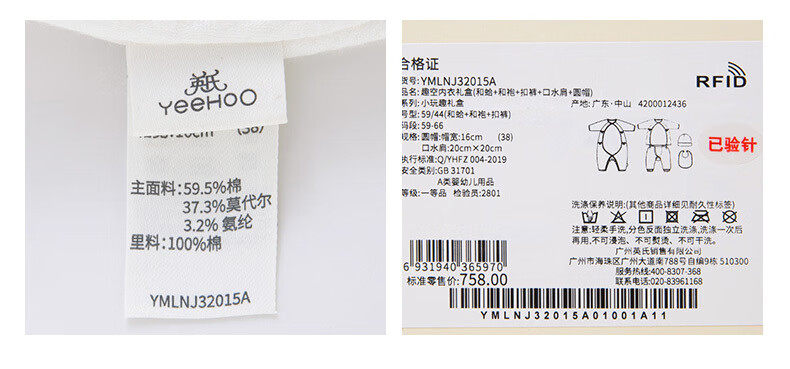 英氏
YeeHOO
(38)
主面料:59.5%棉
37.3%莫代尔
3.2% 氨纶
里料:100%棉
YMLNJ32015A
合格证
货号: YMLNJ32015A
RFID
品名: 趣空内衣礼盒(和蛤+和袍+扣裤+口水肩+圆帽)
系列: 小玩趣礼盒
产地: 广东·中山 4200012436
号型: 59/44(和蛤+和袍+扣裤)
码段: 59-66
规格: 圆帽:帽宽:16cm (38)
口水肩:20cm×20cm
已验针
执行标准: Q/YHFZ 004-2019
安全类别: GB 31701
A类婴幼儿用品
等级: 一等品 检验员: 2801
洗涤保养说明:(其他商品详细见耐久性标签)
注意: 轻柔手洗,分色反面独立洗涤,洗涤一次后
再用,不可浸泡、不可熨烫、不可干洗。
广州英氏销售有限公司
广州市海珠区广州大道南788号自编9栋 510300
服务热线:400-8307-368
联系电话:020-83961168
6 931940 365970
标准零售价: 758.00
YMLNJ32015A01001A11